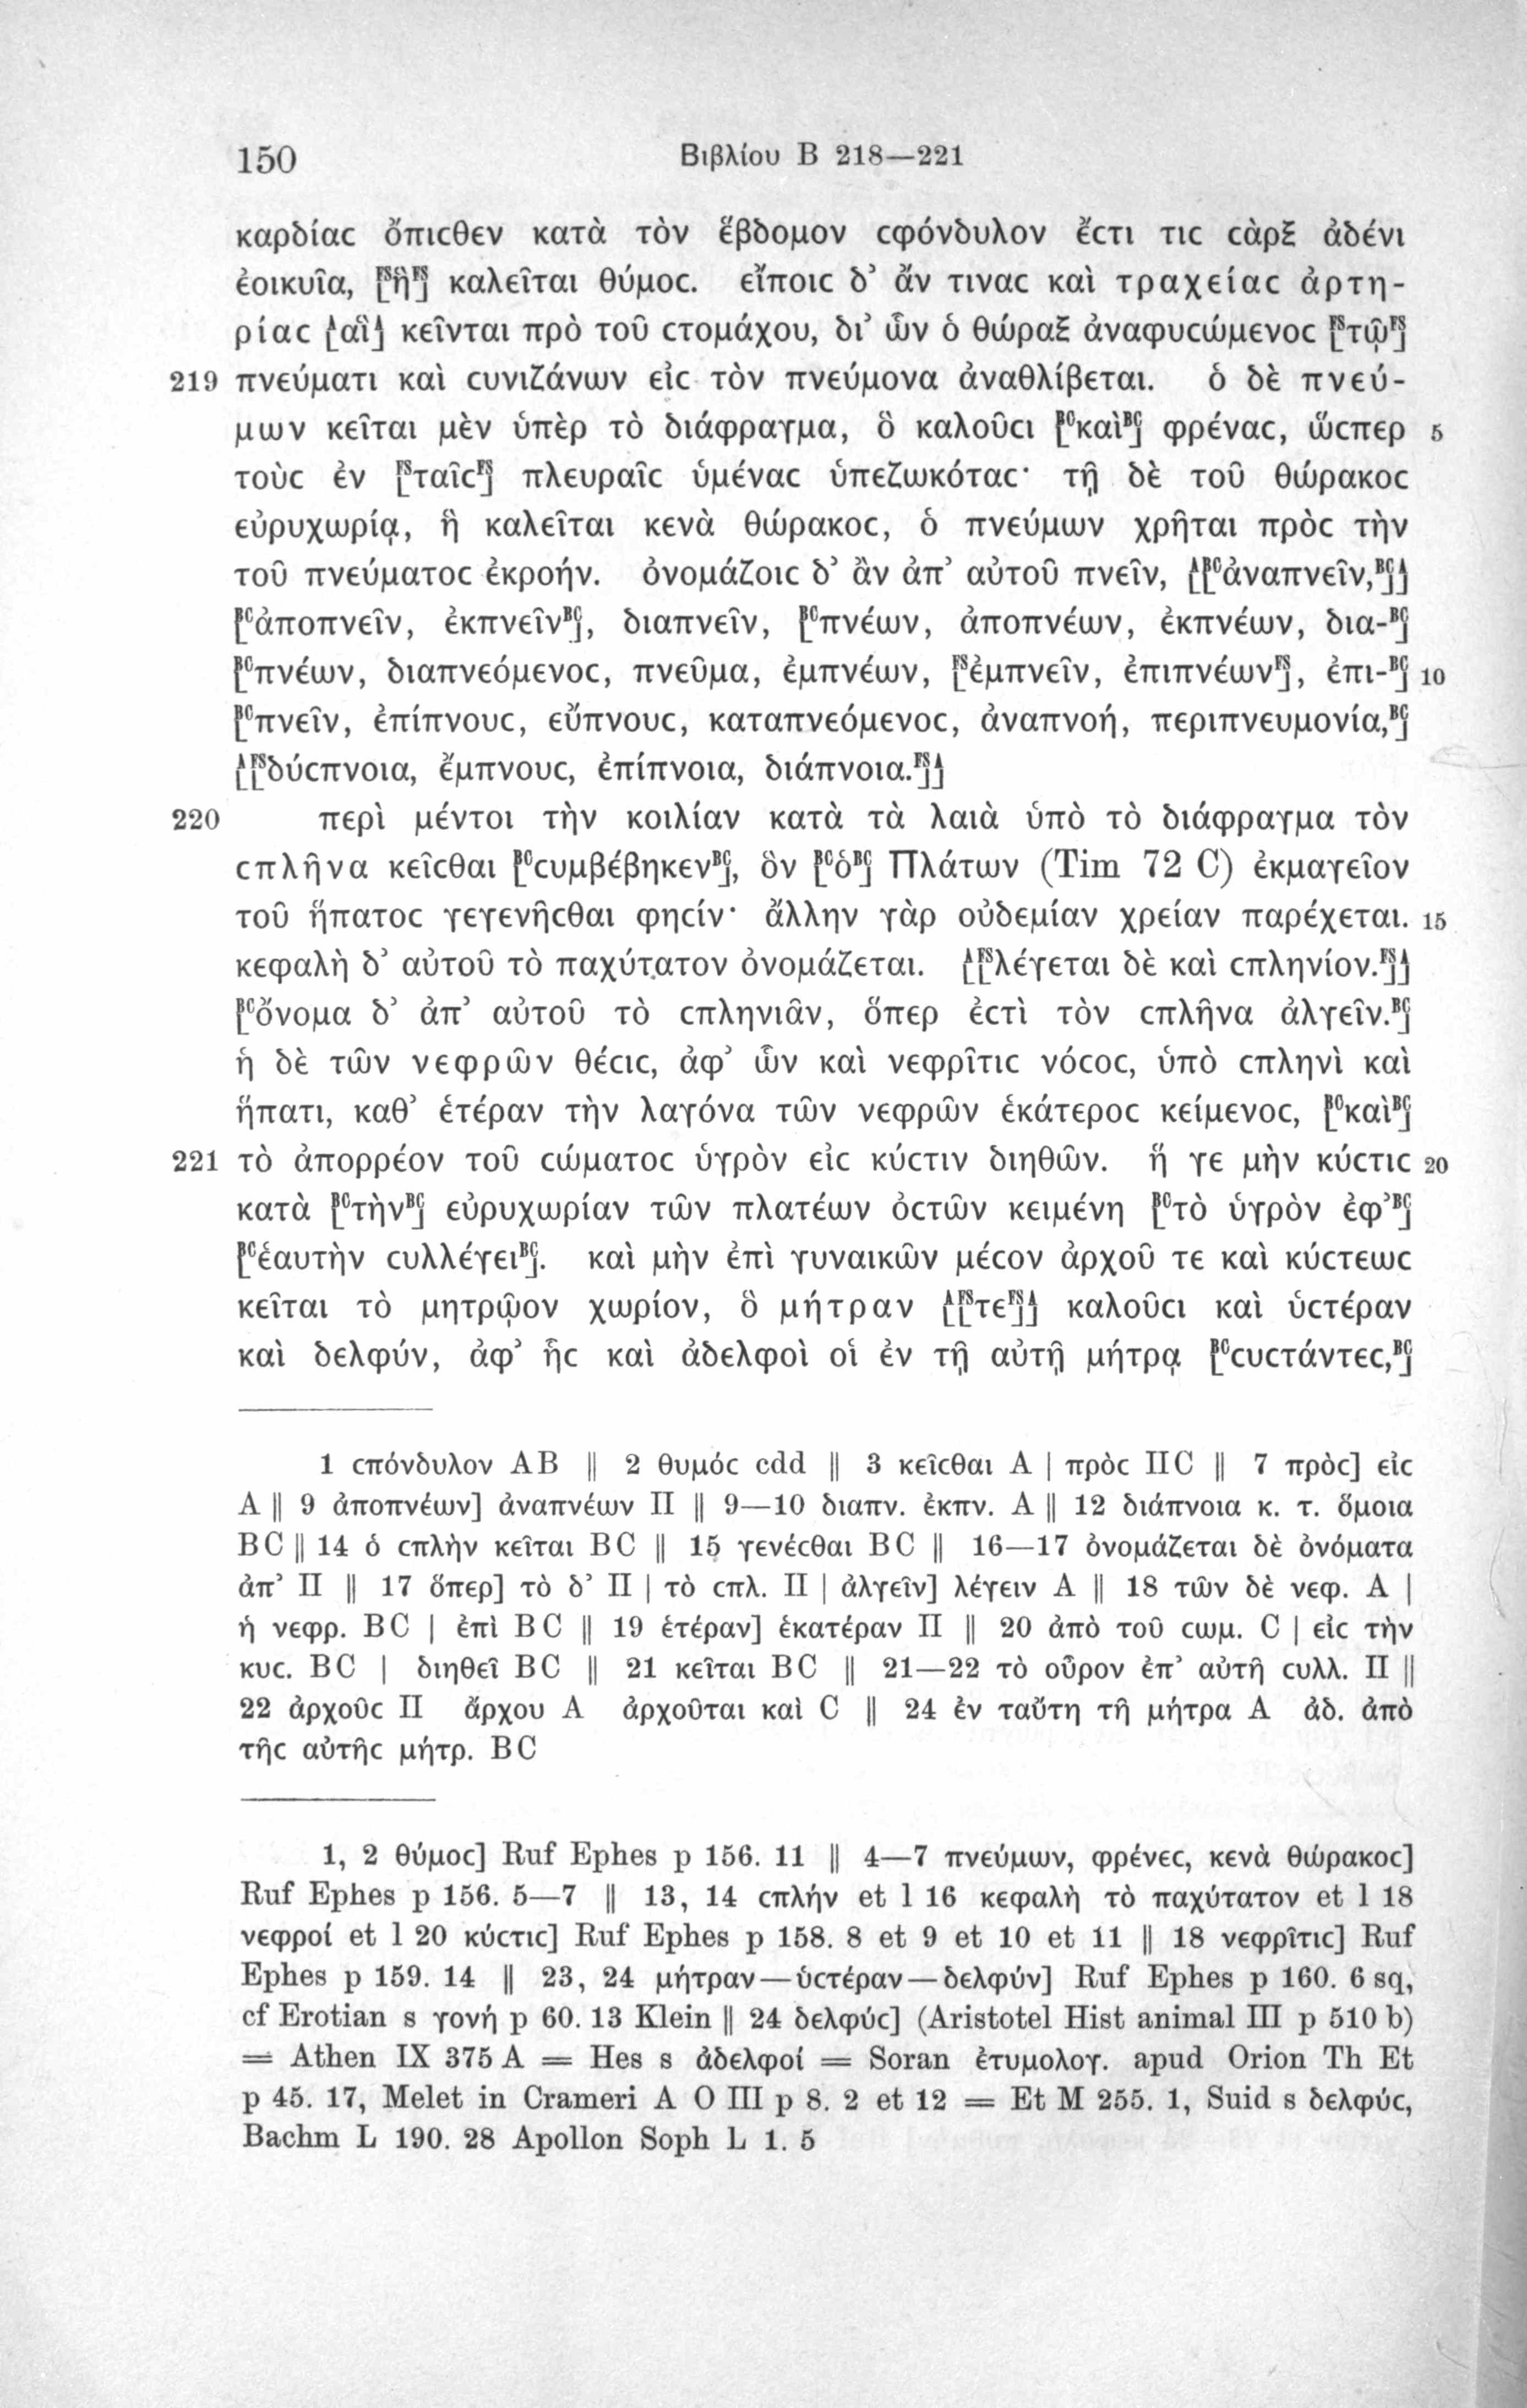 150 Βιβλίου Β 218—221
καρδίας ὄπισθεν κατὰ τὸν ἕβδομον σφόνδυλον ἔστι τις σὰρξ ἀδένι
ἐοικυῖα, [FSἣFS] καλεῖται θύμος. εἴποις δ’ ἄν τινας καὶ τραχείας ἀρτη-
ρίας [Aαἳ A] κεῖνται πρὸ τοῦ στομάχου, δι’ ὧν ὁ θώραξ ἀναφυσώμενος [FSτῷFS]
219 πνεύματι καὶ συνιζάνων εἰς τὸν πνεύμονα ἀναθλίβεται. ὁ δὲ πνεύ-
μων κεῖται μὲν ὑπὲρ τὸ διάφραγμα, ὃ καλοῦσι [BCκαὶBC] φρένας, ὥσπερ 5
τοὺς ἐν [FSταῖςFS] πλευραῖς ὑμένας ὑπεζωκότας· τῇ δὲ τοῦ θώρακος
εὐρυχωρίᾳ, ἣ καλεῖται κενὰ θώρακος, ὁ πνεύμων χρῆται πρὸς τὴν
τοῦ πνεύματος ἐκροήν. ὀνομάζοις δ’ ἂν ἀπ’ αὐτοῦ πνεῖν, [A[BCἀναπνεῖν,BC]A]
[BCἀποπνεῖν, ἐκπνεῖνBC], διαπνεῖν, [BCπνέων, ἀποπνέων, ἐκπνέων, δια-BC]
[BCπνέων, διαπνεόμενος, πνεῦμα, ἐμπνέων, [FSἐμπνεῖν, ἐπιπνέωνFS], ἐπι-BC] 10
[BCπνεῖν, ἐπίπνους, εὔπνους, καταπνεόμενος, ἀναπνοή, περιπνευμονία,BC]
[A[FSδύσπνοια, ἔμπνους, ἐπίπνοια, διάπνοια.FS]A]
220 περὶ μέντοι τὴν κοιλίαν κατὰ τὰ λαιὰ ὑπὸ τὸ διάφραγμα τὸν
σπλῆνα κεῖσθαι [BCσυμβέβηκενBC], ὃν [BCὁBC] Πλάτων (Tim 72 C) ἐκμαγεῖον
τοῦ ἥπατος γεγενῆσθαι φησίν· ἄλλην γὰρ οὐδεμίαν χρείαν παρέχεται. 15
κεφαλὴ δ’ αὐτοῦ τὸ παχύτατον ὀνομάζεται. [A[FSλέγεται δὲ καὶ σπληνίον.FS]A]
[BCὄνομα δ’ ἀπ’ αὐτοῦ τὸ σπληνιᾶν, ὅπερ ἐστὶ τὸν σπλῆνα ἀλγεῖν.BC]
ἡ δὲ τῶν νεφρῶν θέσις, ἀφ’ ὧν καὶ νεφρῖτις νόσος, ὑπὸ σπληνὶ καὶ
ἥπατι, καθ’ ἑτέραν τὴν λαγόνα τῶν νεφρῶν ἑκάτερος κείμενος, [BCκαὶBC]
221 τὸ ἀπορρέον τοῦ σώματος ὑγρὸν εἰς κύστιν διηθῶν. ἥ γε μὴν κύστις 20
κατὰ [BCτὴνBC] εὐρυχωρίαν τῶν πλατέων ὀστῶν κειμένη [BCτὸ ὑγρὸν ἐφ’BC]
[BCἑαυτὴν συλλέγειBC]. καὶ μὴν ἐπὶ γυναικῶν μέσον ἀρχοῦ τε καὶ κύστεως
κεῖται τὸ μητρῷον χωρίον, ὃ μήτραν [A[FSτεFS]A] καλοῦσι καὶ ὑστέραν
καὶ δελφύν, ἀφ’ ἧς καὶ ἀδελφοὶ οἱ ἐν τῇ αὐτῇ μήτρᾳ [BCσυστάντες,BC]
1 σπόνδυλον AB || 2 θυμός cdd || 3 κεῖσθαι A | πρὸς IIC || 7 πρὸς] εἰς
A || 9 ἀποπνέων] ἀναπνέων II || 9—10 διαπν. ἐκπν. A || 12 διάπνοια κ. τ. ὅμοια
BC || 14 ὁ σπλὴν κεῖται BC || 15 γενέσθαι BC || 16—17 ὀνομάζεται δὲ ὀνόματα
ἀπ’ II || 17 ὅπερ] τὸ δ’ II | τὸ σπλ. II | ἀλγεῖν] λέγειν A || 18 τῶν δὲ νεφ. A |
ἡ νεφρ. BC | ἐπὶ BC || 19 ἑτέραν] ἑκατέραν II || 20 ἀπὸ τοῦ σωμ. C | εἰς τὴν
κυς. BC | διηθεῖ BC || 21 κεῖται BC || 21—22 τὸ οὖρον ἐπ’ αὐτῆ συλλ. II ||
22 ἀρχοῦς II ἄρχου A ἀρχοῦται καὶ C || 24 ἐν ταύτη τῆ μήτρα A ἀδ. ἀπὸ
τῆς αὐτῆς μήτρ. BC
1, 2 θύμος] Ruf Ephes p 156. 11 || 4—7 πνεύμων, φρένες, κενὰ θώρακος]
Ruf Ephes p 156. 5—7 || 13, 14 σπλήν et l 16 κεφαλὴ τὸ παχύτατον et l 18
νεφροί et l 20 κύστις] Ruf Ephes p 158. 8 et 9 et 10 et 11 || 18 νεφρῖτις] Ruf
Ephes p 159. 14 || 23, 24 μήτραν—ὑστέραν—δελφύν] Ruf Ephes p 160. 6 sq,
cf Erotian s γονή p 60. 13 Klein || 24 δελφύς] (Aristotel Hist animal III p 510 b)
= Athen IX 375 A = Hes s ἀδελφοί = Soran ἐτυμολογ. apud Orion Th Et
p 45. 17, Melet in Crameri A O III p 8. 2 et 12 = Et M 255. 1, Suid s δελφύς,
Bachm L 190. 28 Apollon Soph L 1. 5